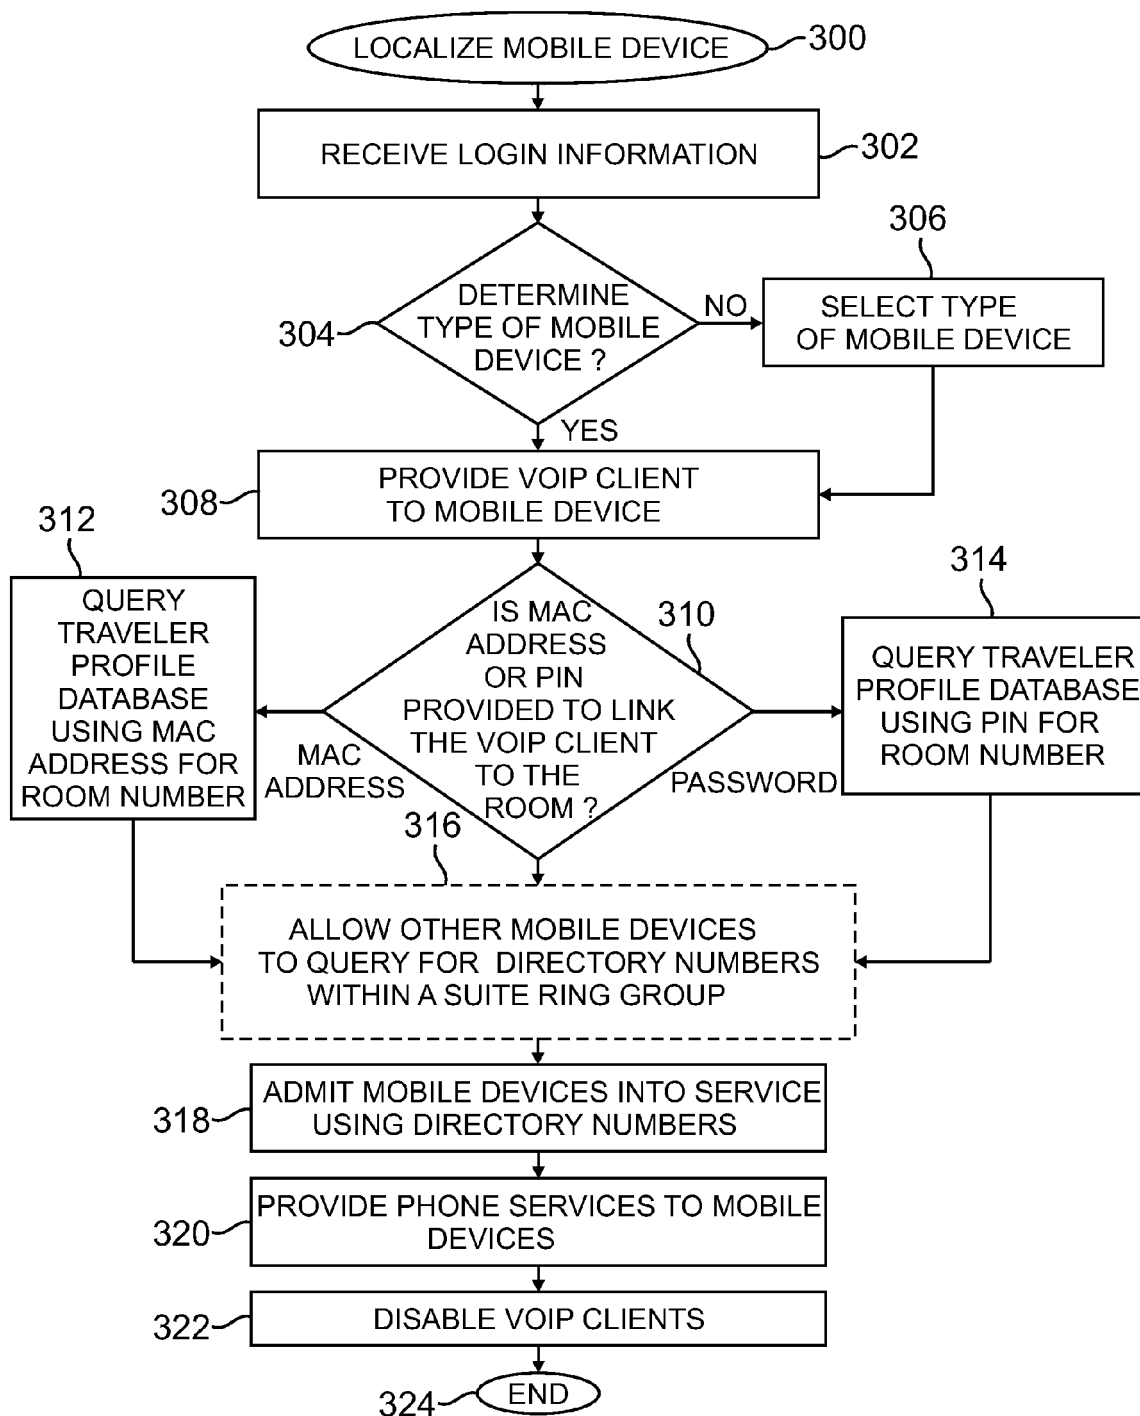 LOCALIZE MOBILE DEVICE
300
RECEIVE LOGIN INFORMATION
302
306
DETERMINE
TYPE OF MOBILE
DEVICE ?
304
NO
SELECT TYPE
OF MOBILE DEVICE
YES
PROVIDE VOIP CLIENT
TO MOBILE DEVICE
308
312
QUERY
TRAVELER
PROFILE
DATABASE
USING MAC
ADDRESS FOR
ROOM NUMBER
IS MAC
ADDRESS
OR PIN
PROVIDED TO LINK
THE VOIP CLIENT
TO THE
ROOM ?
310
314
QUERY TRAVELER
PROFILE DATABASE
USING PIN FOR
ROOM NUMBER
MAC
ADDRESS
PASSWORD
316
ALLOW OTHER MOBILE DEVICES
TO QUERY FOR DIRECTORY NUMBERS
WITHIN A SUITE RING GROUP
ADMIT MOBILE DEVICES INTO SERVICE
USING DIRECTORY NUMBERS
318
PROVIDE PHONE SERVICES TO MOBILE
DEVICES
320
DISABLE VOIP CLIENTS
322
END
324